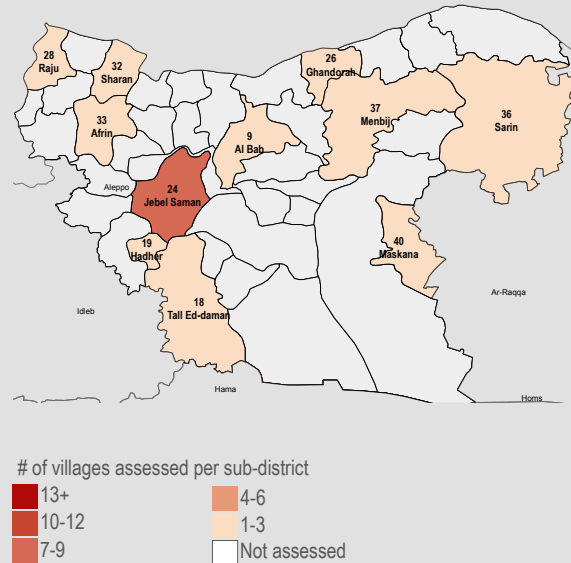 28
Raju
32
Sharan
26
Ghandorah
33
Afrin
9
Al Bab
37
Menbij
36
Sarin
Aleppo
24
Jebel Saman
19
Hadher
40
Maskana
18
Tall Ed-daman
Idleb
Ar-Raqqa
Hama
Homs
# of villages assessed per sub-district
13+
10-12
7-9
4-6
1-3
Not assessed